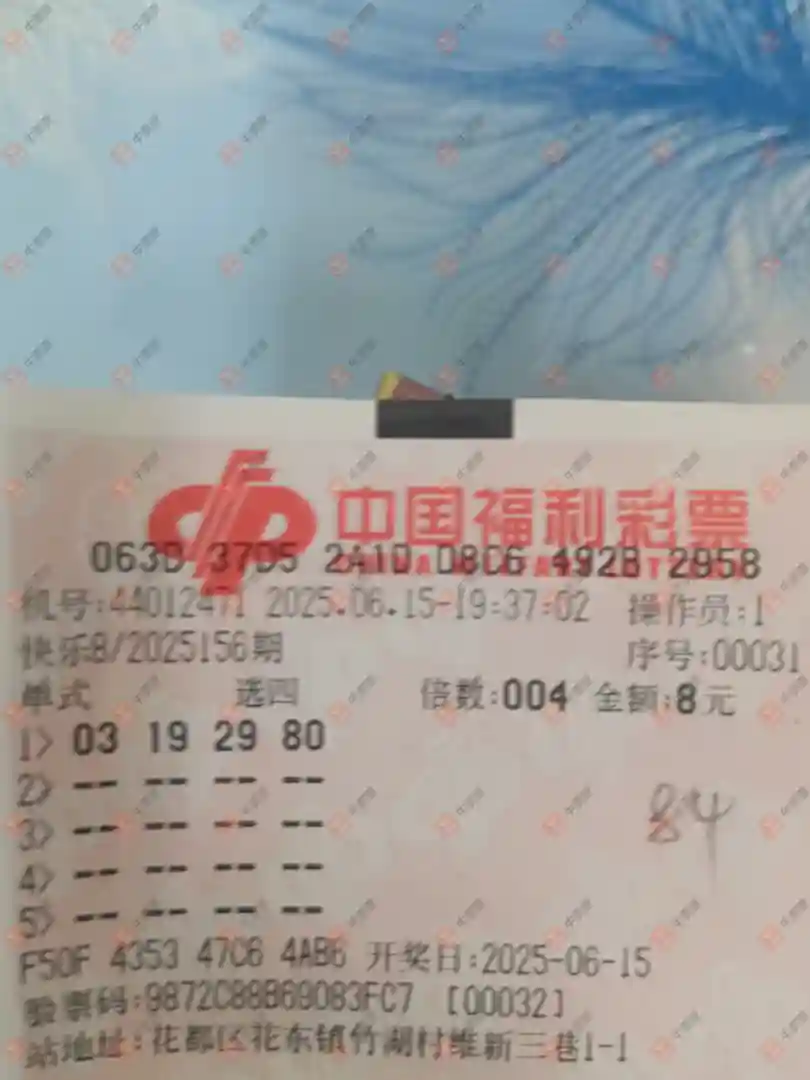 中国福利彩票
063D 37D5 2A1D D8C6 492B 2958
机号:44012471 2025.06.15-19:37:02 操作员:1
快乐8/2025156期 序号:00031
单式 选四 倍数:004 金额:8元
1> 03 19 29 80
2> -- -- -- --
3> -- -- -- --
4> -- -- -- --
5> -- -- -- --
84
F50F 4353 47C6 4AB6 开奖日:2025-06-15
验票码:9872C88B69083FC7 [00032]
站地址:花都区花东镇竹湖村维新三巷1-1